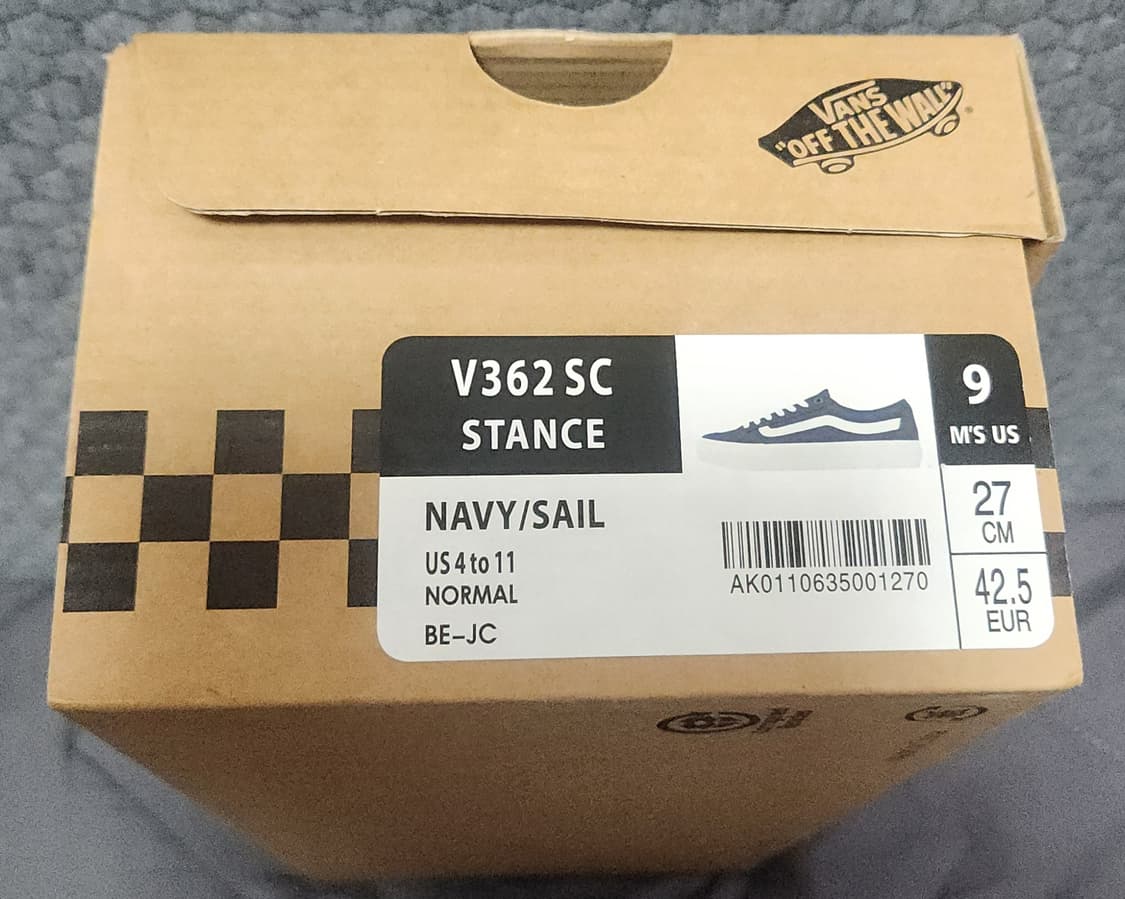 VANS
"OFF THE WALL"
V362 SC
STANCE
9
M'S US
NAVY/SAIL
US 4 to 11
NORMAL
BE-JC
AK0110635001270
27
CM
42.5
EUR